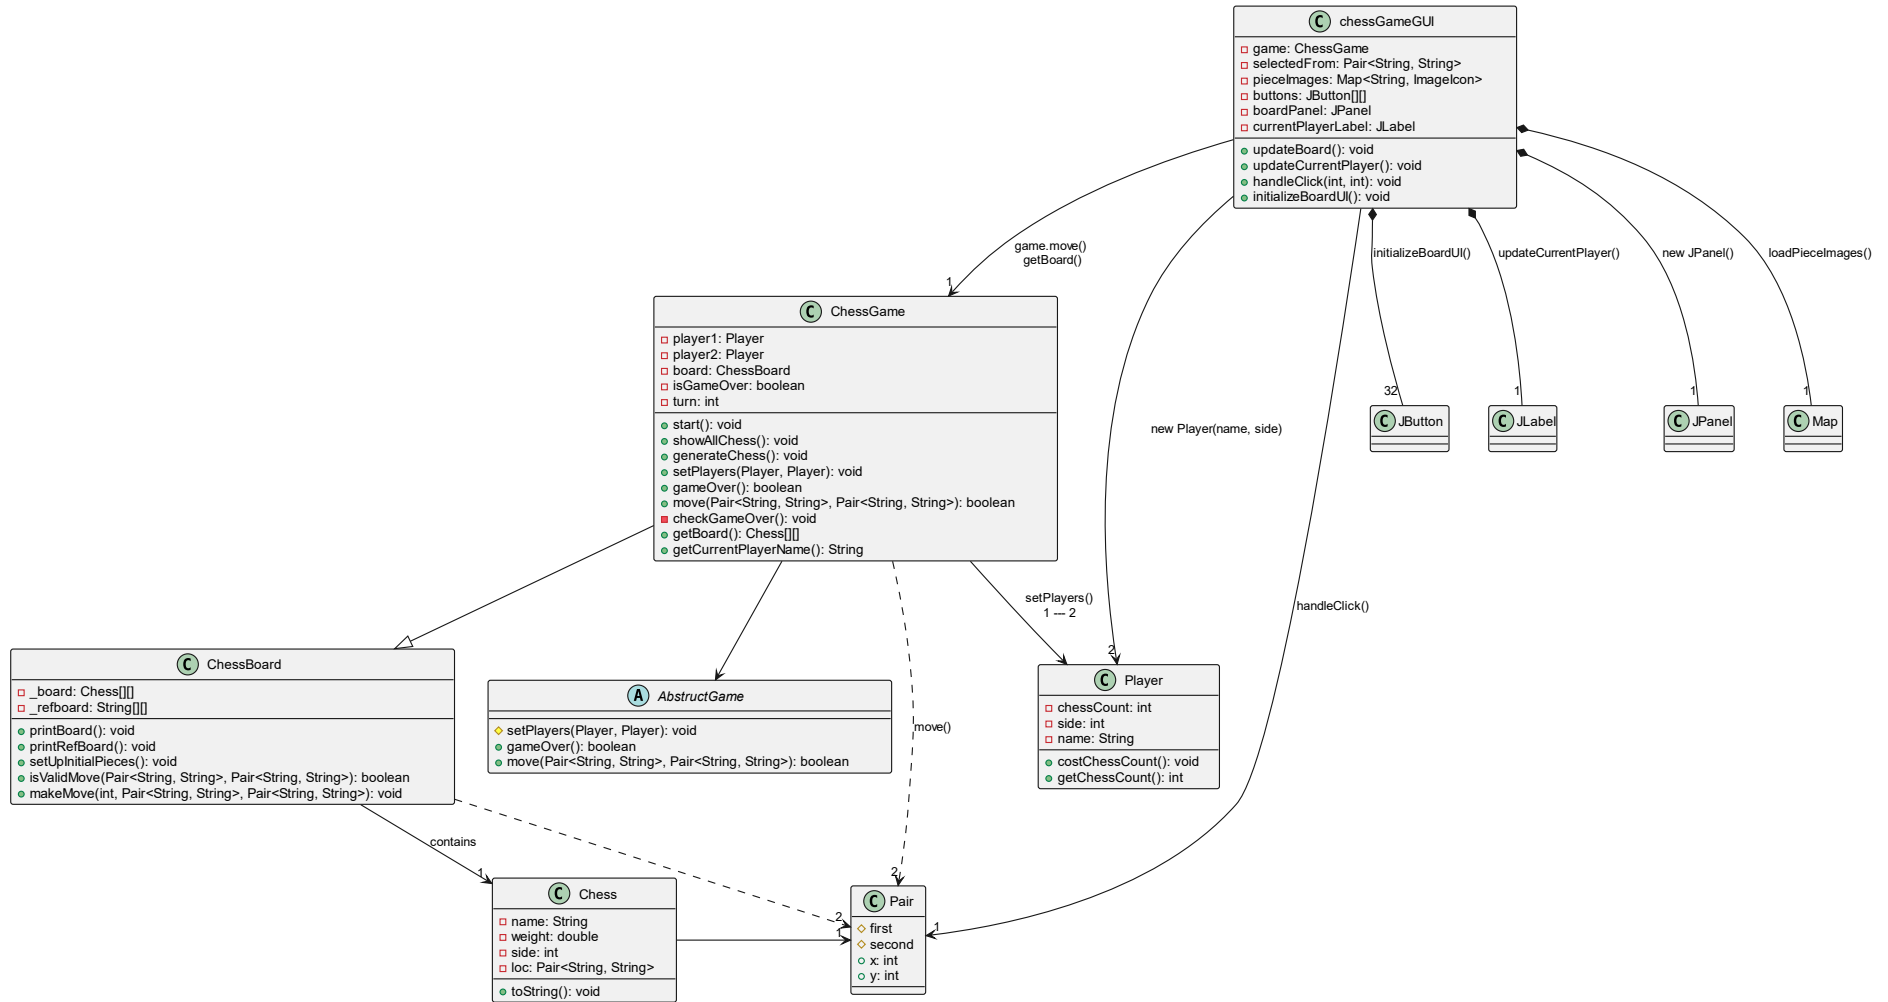 C chessGameGUI
game: ChessGame
selectedFrom: Pair<String, String>
pieceImages: Map<String, ImageIcon>
buttons: JButton[][]
boardPanel: JPanel
currentPlayerLabel: JLabel
updateBoard(): void
updateCurrentPlayer(): void
handleClick(int, int): void
initializeBoardUI(): void
game.move()
getBoard()
1
initializeBoardUI()
updateCurrentPlayer()
new JPanel()
loadPieceImages()
C ChessGame
player1: Player
player2: Player
board: ChessBoard
isGameOver: boolean
turn: int
start(): void
showAllChess(): void
generateChess(): void
setPlayers(Player, Player): void
gameOver(): boolean
move(Pair<String, String>, Pair<String, String>): boolean
checkGameOver(): void
getBoard(): Chess[][]
getCurrentPlayerName(): String
new Player(name, side)
32
1
1
1
C JButton
C JLabel
C JPanel
C Map
setPlayers()
1 --- 2
handleClick()
2
C ChessBoard
_board: Chess[][]
_refboard: String[][]
printBoard(): void
printRefBoard(): void
setUpInitialPieces(): void
isValidMove(Pair<String, String>, Pair<String, String>): boolean
makeMove(int, Pair<String, String>, Pair<String, String>): void
A AbstructGame
setPlayers(Player, Player): void
gameOver(): boolean
move(Pair<String, String>, Pair<String, String>): boolean
move()
C Player
chessCount: int
side: int
name: String
costChessCount(): void
getChessCount(): int
contains
1
2
2
1
1
C Chess
name: String
weight: double
side: int
loc: Pair<String, String>
toString(): void
C Pair
first
second
x: int
y: int